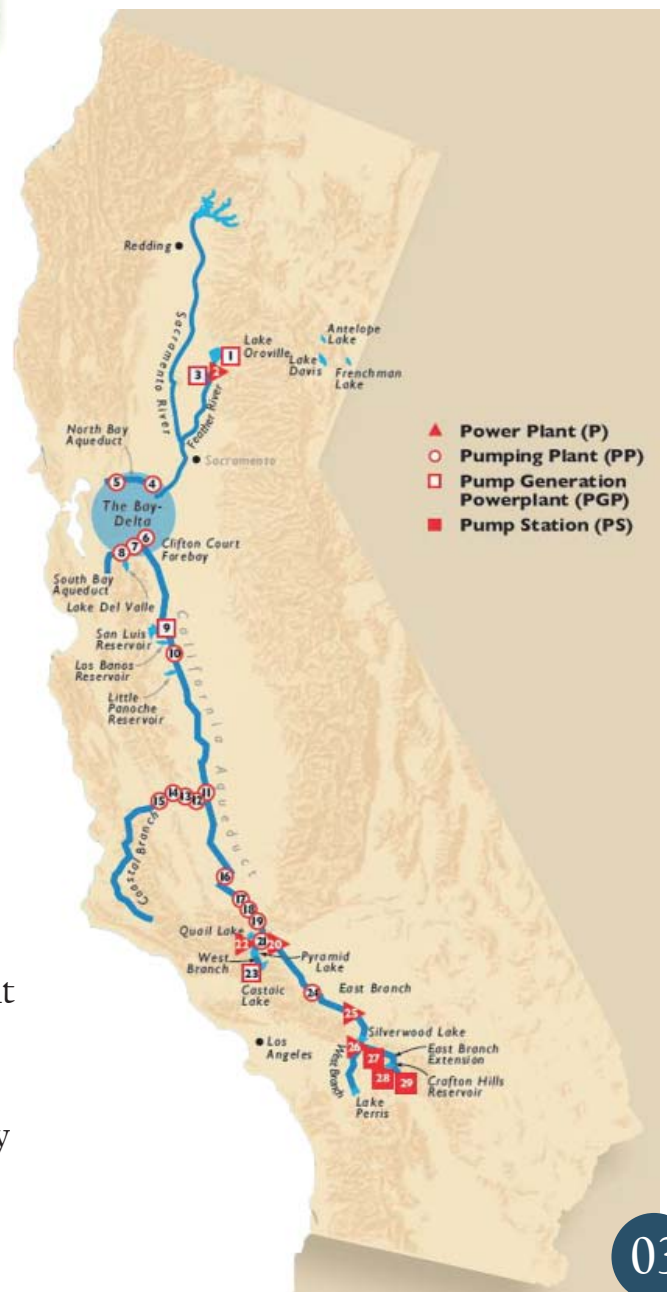 Redding
Sacramento River
Lake
Oroville
1
2
3
Feather River
Antelope
Lake
Lake
Davis
Frenchman
Lake
North Bay
Aqueduct
Sacramento
5
4
The Bay-
Delta
6
7
8
Clifton Court
Forebay
South Bay
Aqueduct
Lake Del Valle
San Luis
Reservoir
9
10
Los Banos
Reservoir
Little
Panoche
Reservoir
California Aqueduct
Power Plant (P)
Pumping Plant (PP)
Pump Generation
Powerplant (PGP)
Pump Station (PS)
15
14
13
12
11
Coastal Branch
16
17
18
19
Quail Lake
22
21
20
West
Branch
Pyramid
Lake
23
Castaic
Lake
24
East Branch
25
Los
Angeles
Silverwood Lake
26
27
28
29
East Branch
Extension
West Branch
Crafton Hills
Reservoir
Lake
Perris